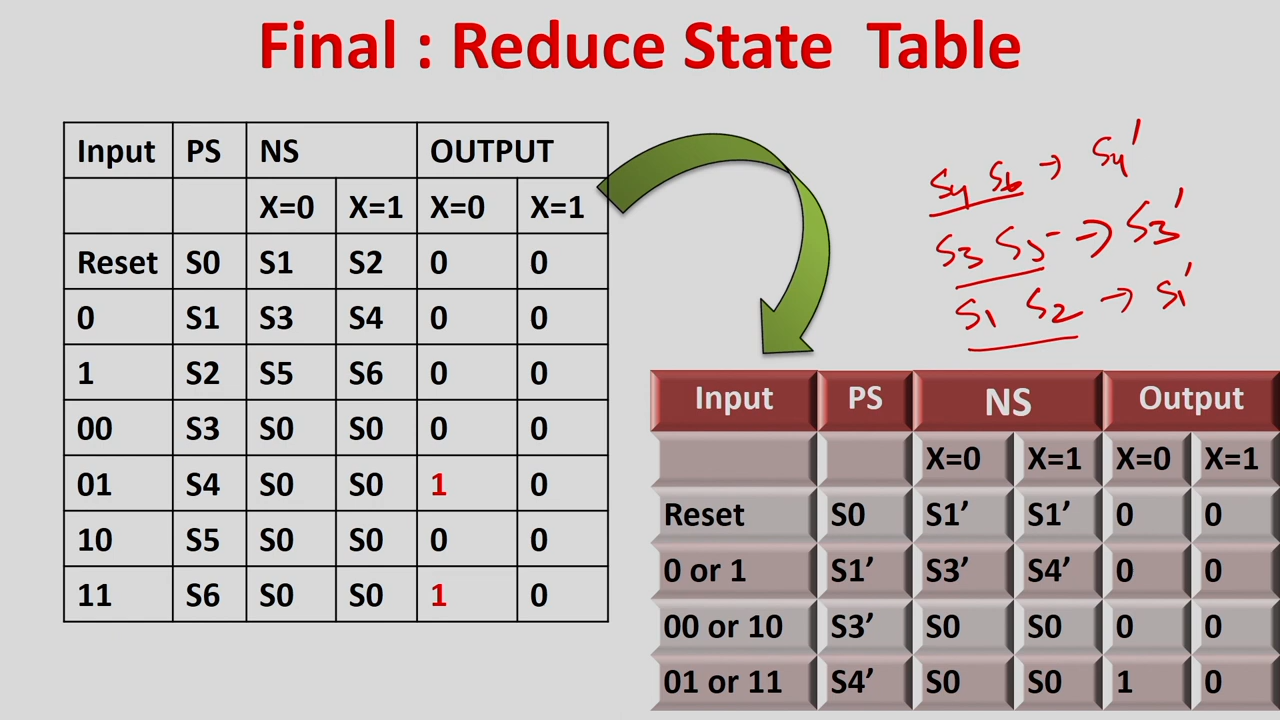 Final : Reduce State Table
Input PS NS OUTPUT
X=0 X=1 X=0 X=1
Reset S0 S1 S2 0 0
0 S1 S3 S4 0 0
1 S2 S5 S6 0 0
00 S3 S0 S0 0 0
01 S4 S0 S0 1 0
10 S5 S0 S0 0 0
11 S6 S0 S0 1 0
S4 S6 → S4'
S3 S5 → S3'
S1 S2 → S1'
Input PS NS Output
X=0 X=1 X=0 X=1
Reset S0 S1’ S1’ 0 0
0 or 1 S1’ S3’ S4’ 0 0
00 or 10 S3’ S0 S0 0 0
01 or 11 S4’ S0 S0 1 0